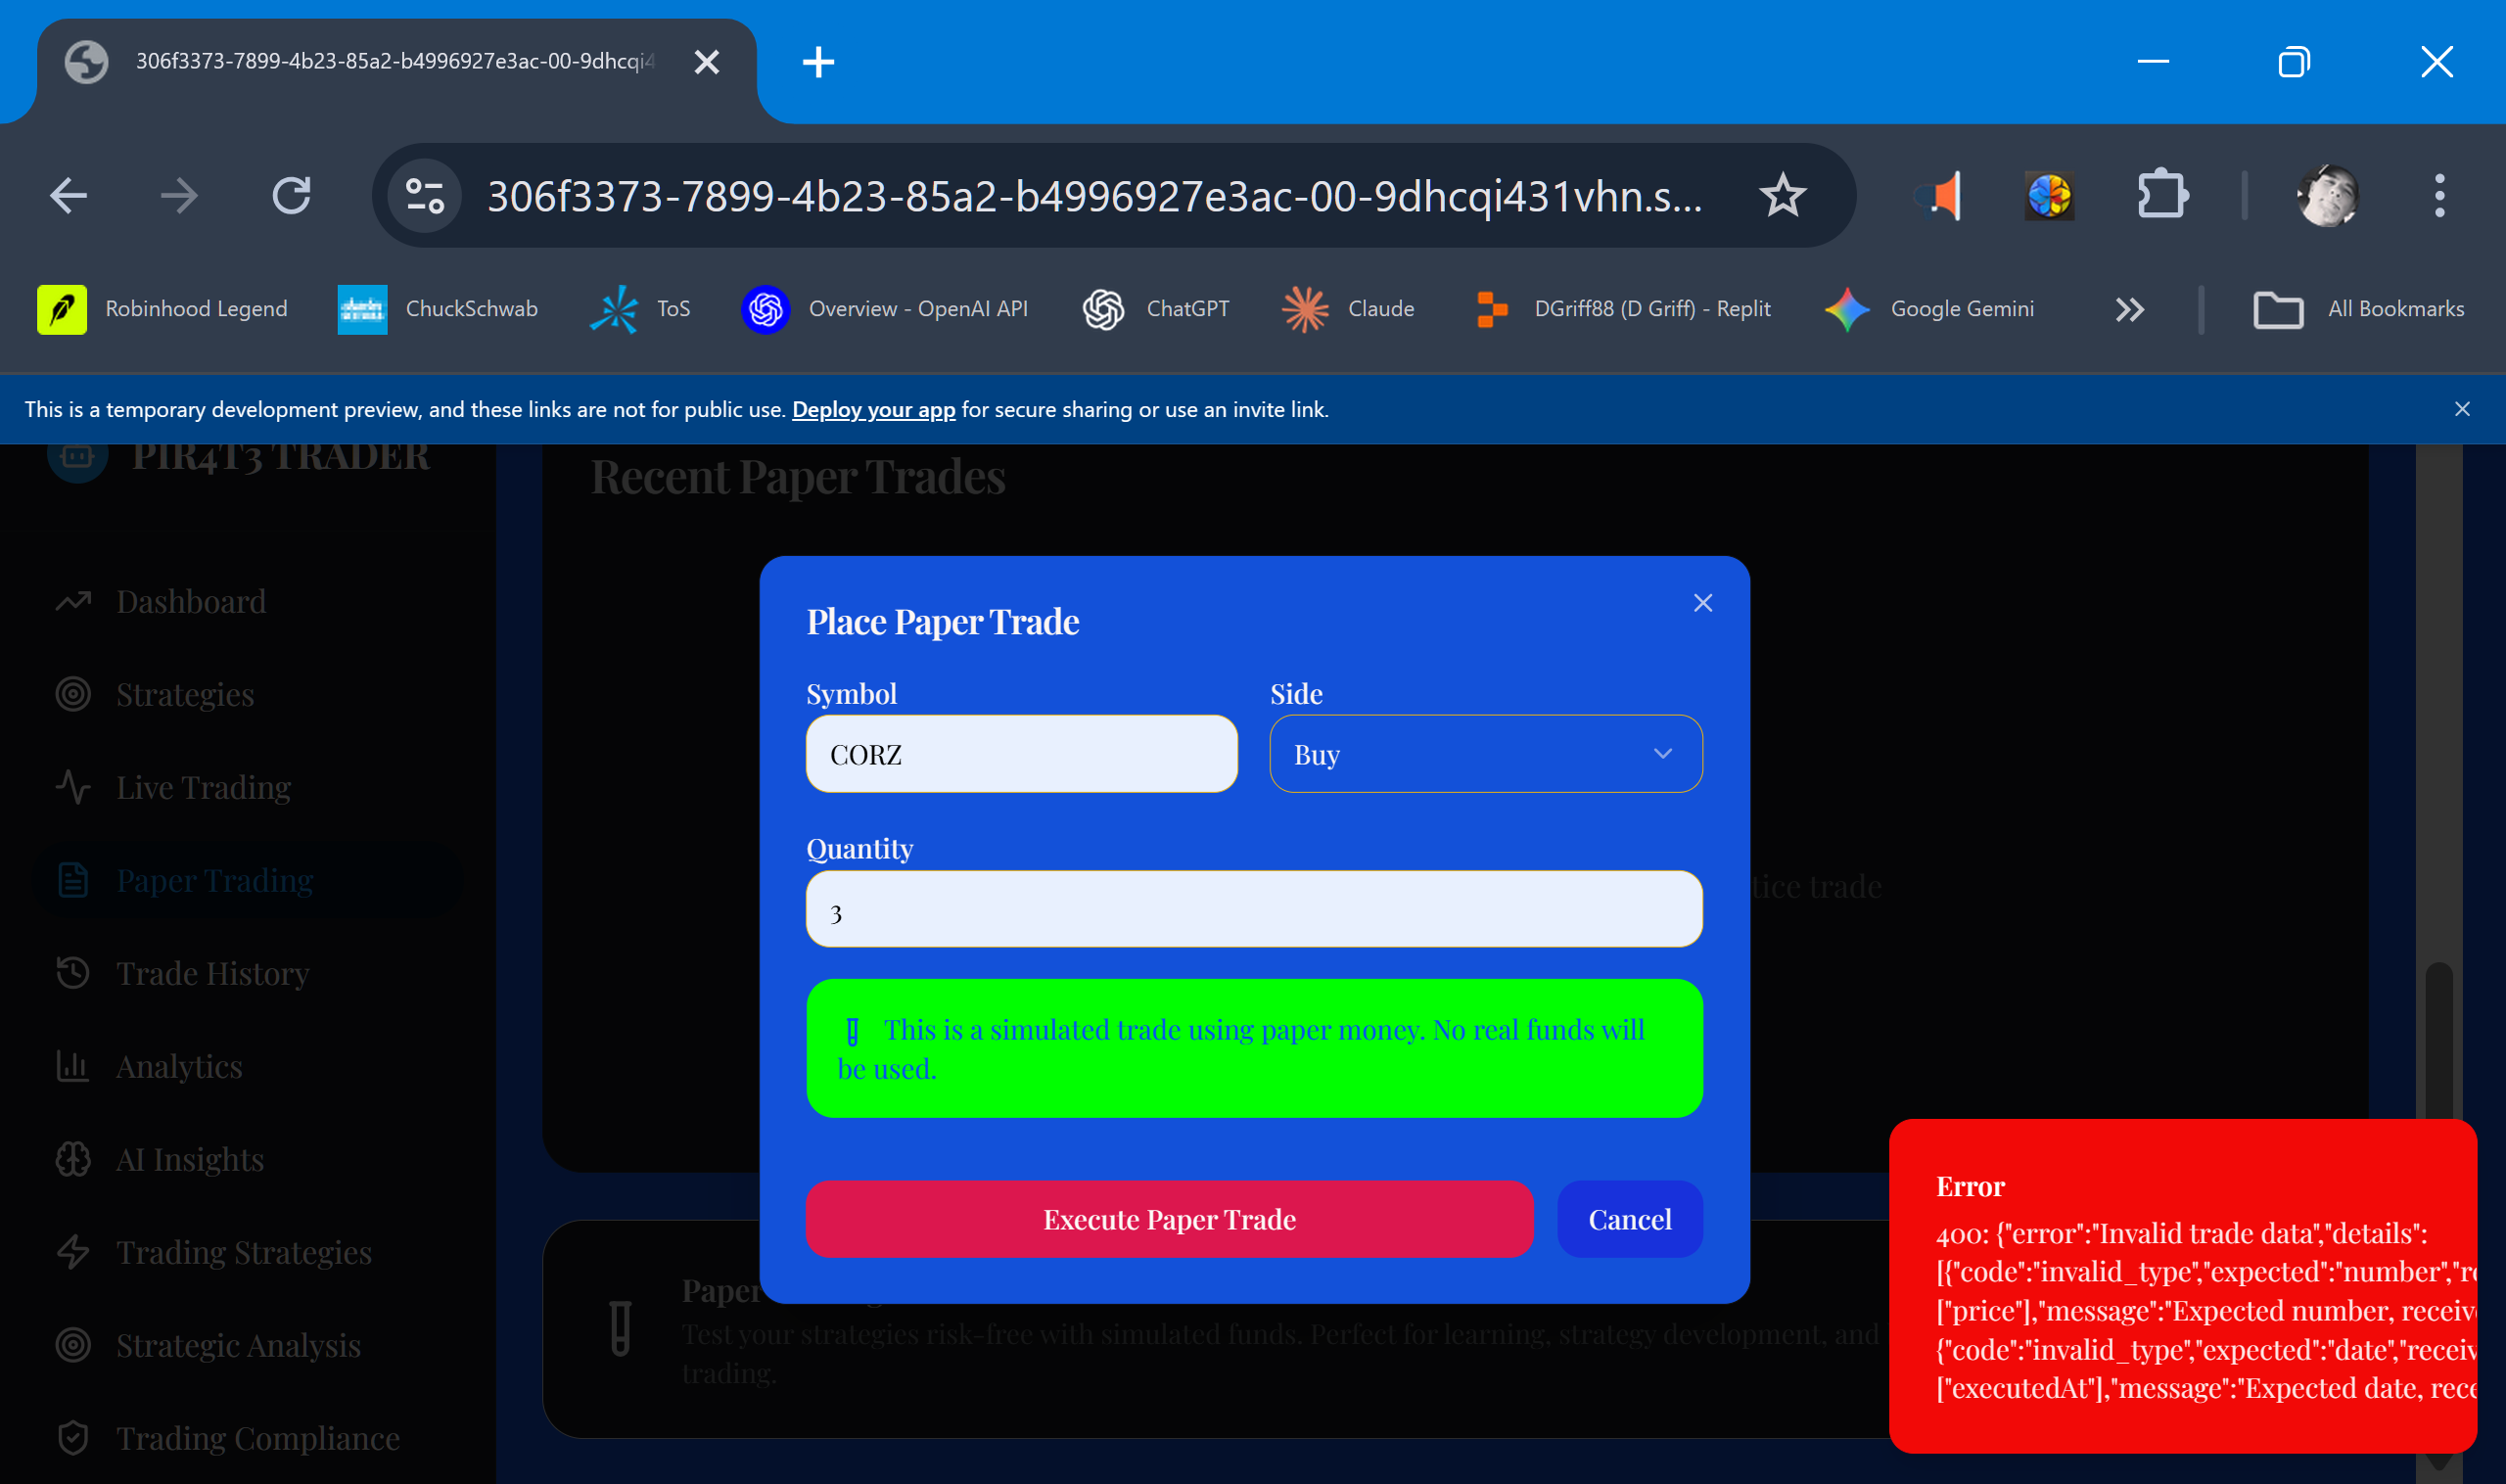 306f3373-7899-4b23-85a2-b4996927e3ac-00-9dhcqi4
306f3373-7899-4b23-85a2-b4996927e3ac-00-9dhcqi431vhn.s...
Robinhood Legend
ChuckSchwab
ToS
Overview - OpenAI API
ChatGPT
Claude
DGriff88 (D Griff) - Replit
Google Gemini
All Bookmarks
This is a temporary development preview, and these links are not for public use. Deploy your app for secure sharing or use an invite link.
PIR4T3 TRADER
Dashboard
Strategies
Live Trading
Paper Trading
Trade History
Analytics
AI Insights
Trading Strategies
Strategic Analysis
Trading Compliance
Recent Paper Trades
tice trade
Place Paper Trade
Symbol
Side
CORZ
Buy
Quantity
3
This is a simulated trade using paper money. No real funds will
be used.
Execute Paper Trade
Cancel
Paper
Test your strategies risk-free with simulated funds. Perfect for learning, strategy development, and
trading.
Error
400: {"error":"Invalid trade data","details":
[{"code":"invalid_type","expected":"number","re
["price"],"message":"Expected number, receive
{"code":"invalid_type","expected":"date","receiv
["executedAt"],"message":"Expected date, rece